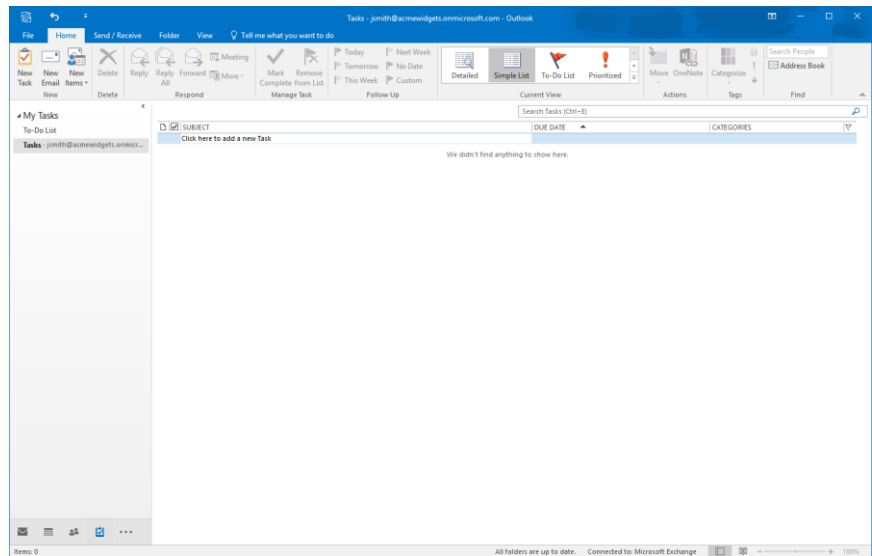 Tasks - jsmith@acmewidgets.onmicrosoft.com - Outlook
File Home Send / Receive Folder View Tell me what you want to do
New Task
New Email
New Items
Delete
Reply
Reply All
Forward
Meeting
More
Mark Complete
Remove from List
Today
Tomorrow
This Week
Next Week
No Date
Custom
Detailed
Simple List
To-Do List
Prioritized
Move
OneNote
Categorize
Search People
Address Book
New Delete Respond Manage Task Follow Up Current View Actions Tags Find
My Tasks
To-Do List
Tasks - jsmith@acmewidgets.onmicr...
Search Tasks (Ctrl+E)
SUBJECT DUE DATE CATEGORIES
Click here to add a new Task
We didn't find anything to show here.
Items: 0 All folders are up to date. Connected to: Microsoft Exchange 100%